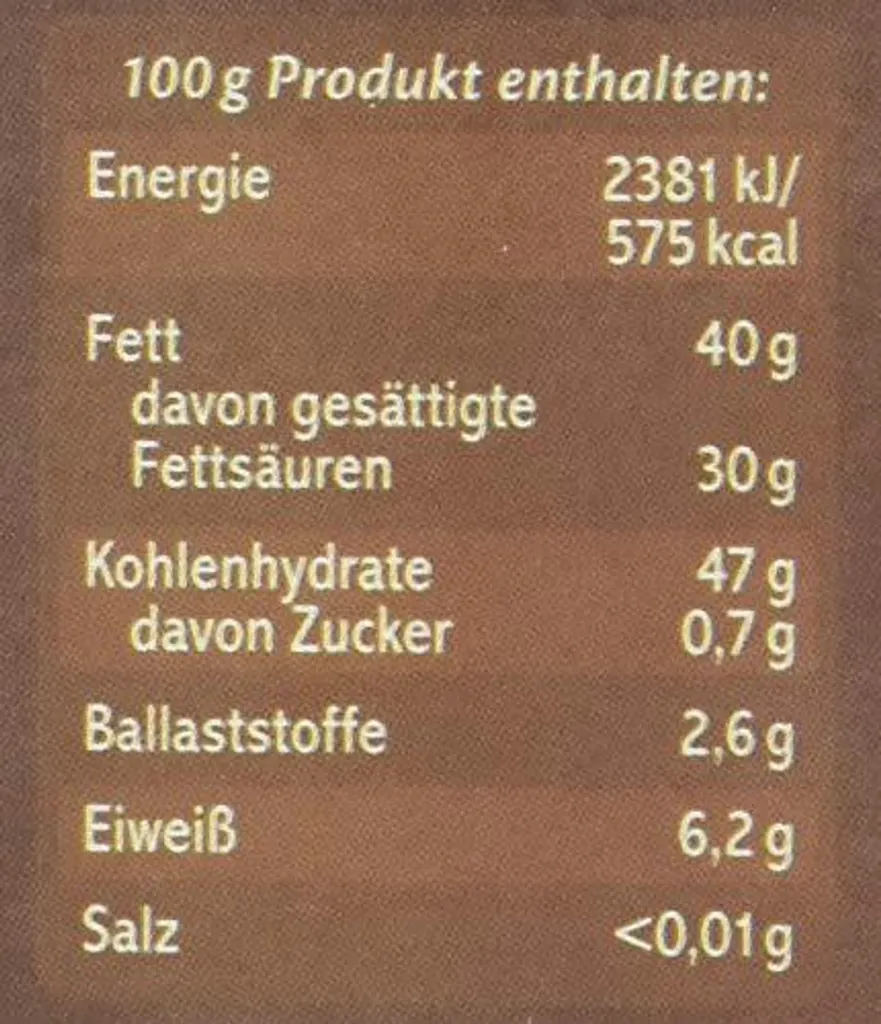 100 g Produkt enthalten:
Energie 2381 kJ/
575 kcal
Fett 40 g
davon gesättigte
Fettsäuren 30 g
Kohlenhydrate 47 g
davon Zucker 0,7 g
Ballaststoffe 2,6 g
Eiweiß 6,2 g
Salz <0,01 g